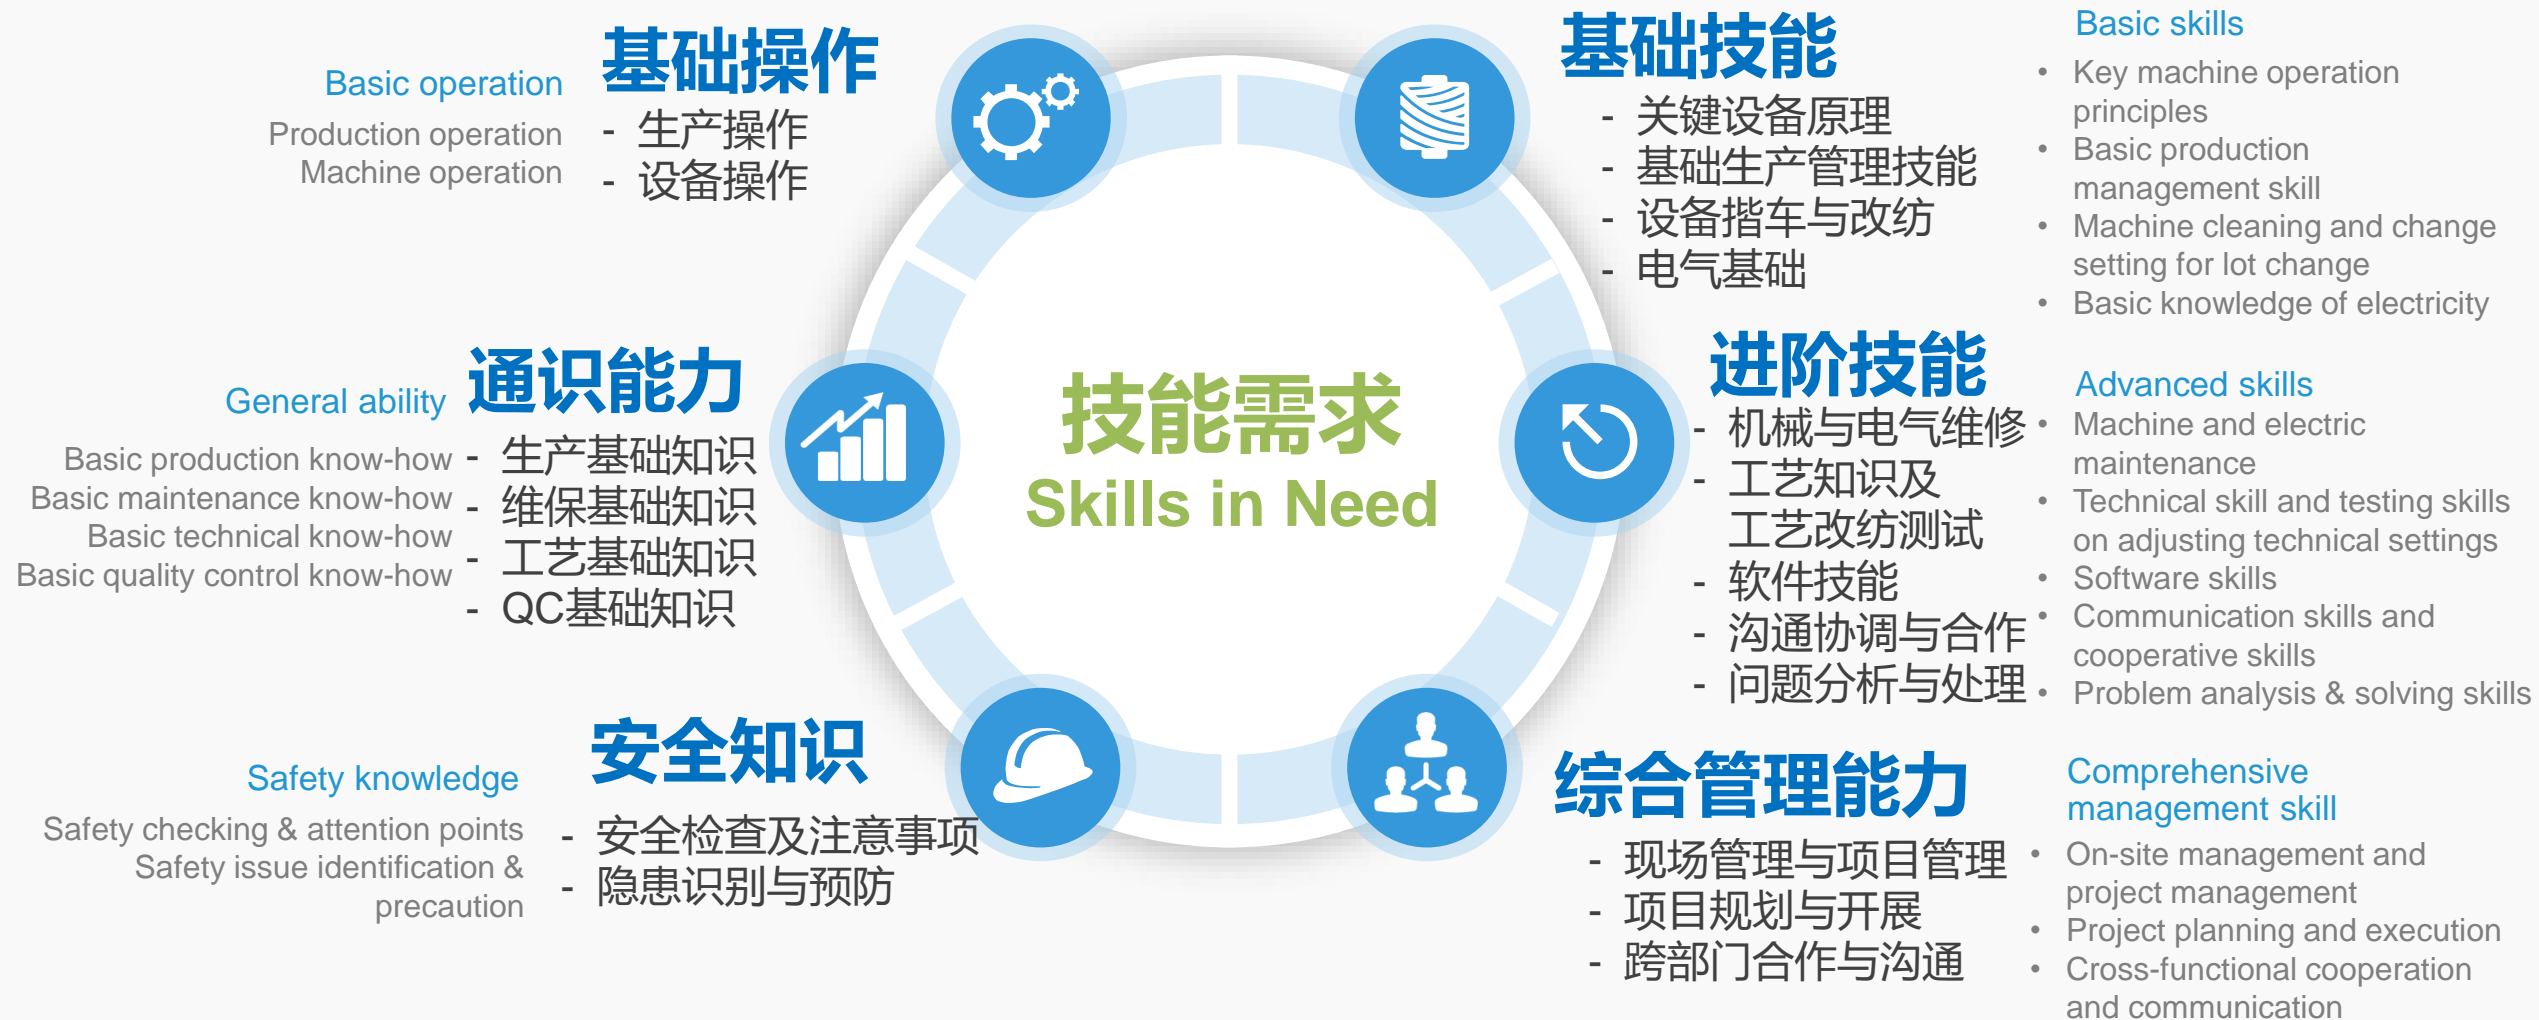 基础操作
Basic operation
Production operation
Machine operation
- 生产操作
- 设备操作
通识能力
General ability
Basic production know-how
Basic maintenance know-how
Basic technical know-how
Basic quality control know-how
- 生产基础知识
- 维保基础知识
- 工艺基础知识
- QC基础知识
安全知识
Safety knowledge
Safety checking & attention points
Safety issue identification &
precaution
- 安全检查及注意事项
- 隐患识别与预防
技能需求
Skills in Need
基础技能
- 关键设备原理
- 基础生产管理技能
- 设备揩车与改纺
- 电气基础
Basic skills
• Key machine operation
principles
• Basic production
management skill
• Machine cleaning and change
setting for lot change
• Basic knowledge of electricity
进阶技能
- 机械与电气维修
- 工艺知识及
工艺改纺测试
- 软件技能
- 沟通协调与合作
- 问题分析与处理
Advanced skills
• Machine and electric
maintenance
• Technical skill and testing skills
on adjusting technical settings
• Software skills
• Communication skills and
cooperative skills
• Problem analysis & solving skills
综合管理能力
- 现场管理与项目管理
- 项目规划与开展
- 跨部门合作与沟通
Comprehensive
management skill
• On-site management and
project management
• Project planning and execution
• Cross-functional cooperation
and communication